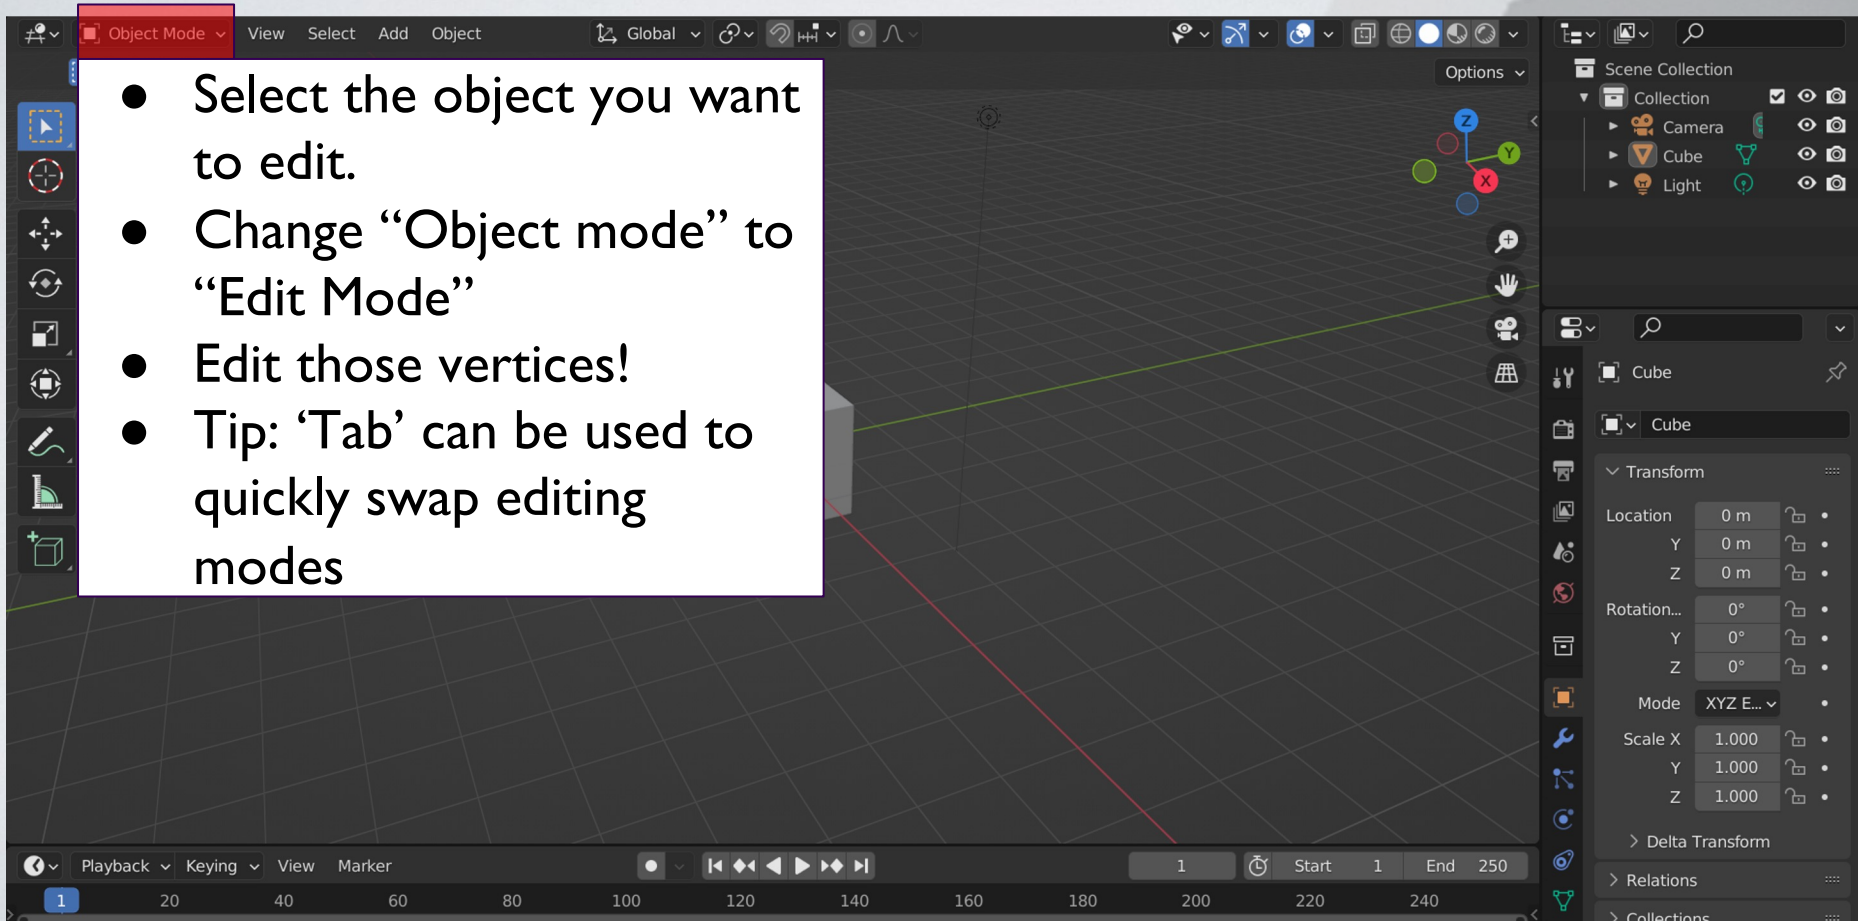 Object Mode View Select Add Object Global
Options
● Select the object you want
to edit.
● Change “Object mode” to
“Edit Mode”
● Edit those vertices!
● Tip: ‘Tab’ can be used to
quickly swap editing
modes
Z
Y
X
Scene Collection
Collection
Camera
Cube
Light
Cube
Cube
Transform
Location 0 m
Y 0 m
Z 0 m
Rotation... 0°
Y 0°
Z 0°
Mode XYZ E...
Scale X 1.000
Y 1.000
Z 1.000
Delta Transform
Relations
Collections
Playback Keying View Marker 1 Start 1 End 250
1 20 40 60 80 100 120 140 160 180 200 220 240